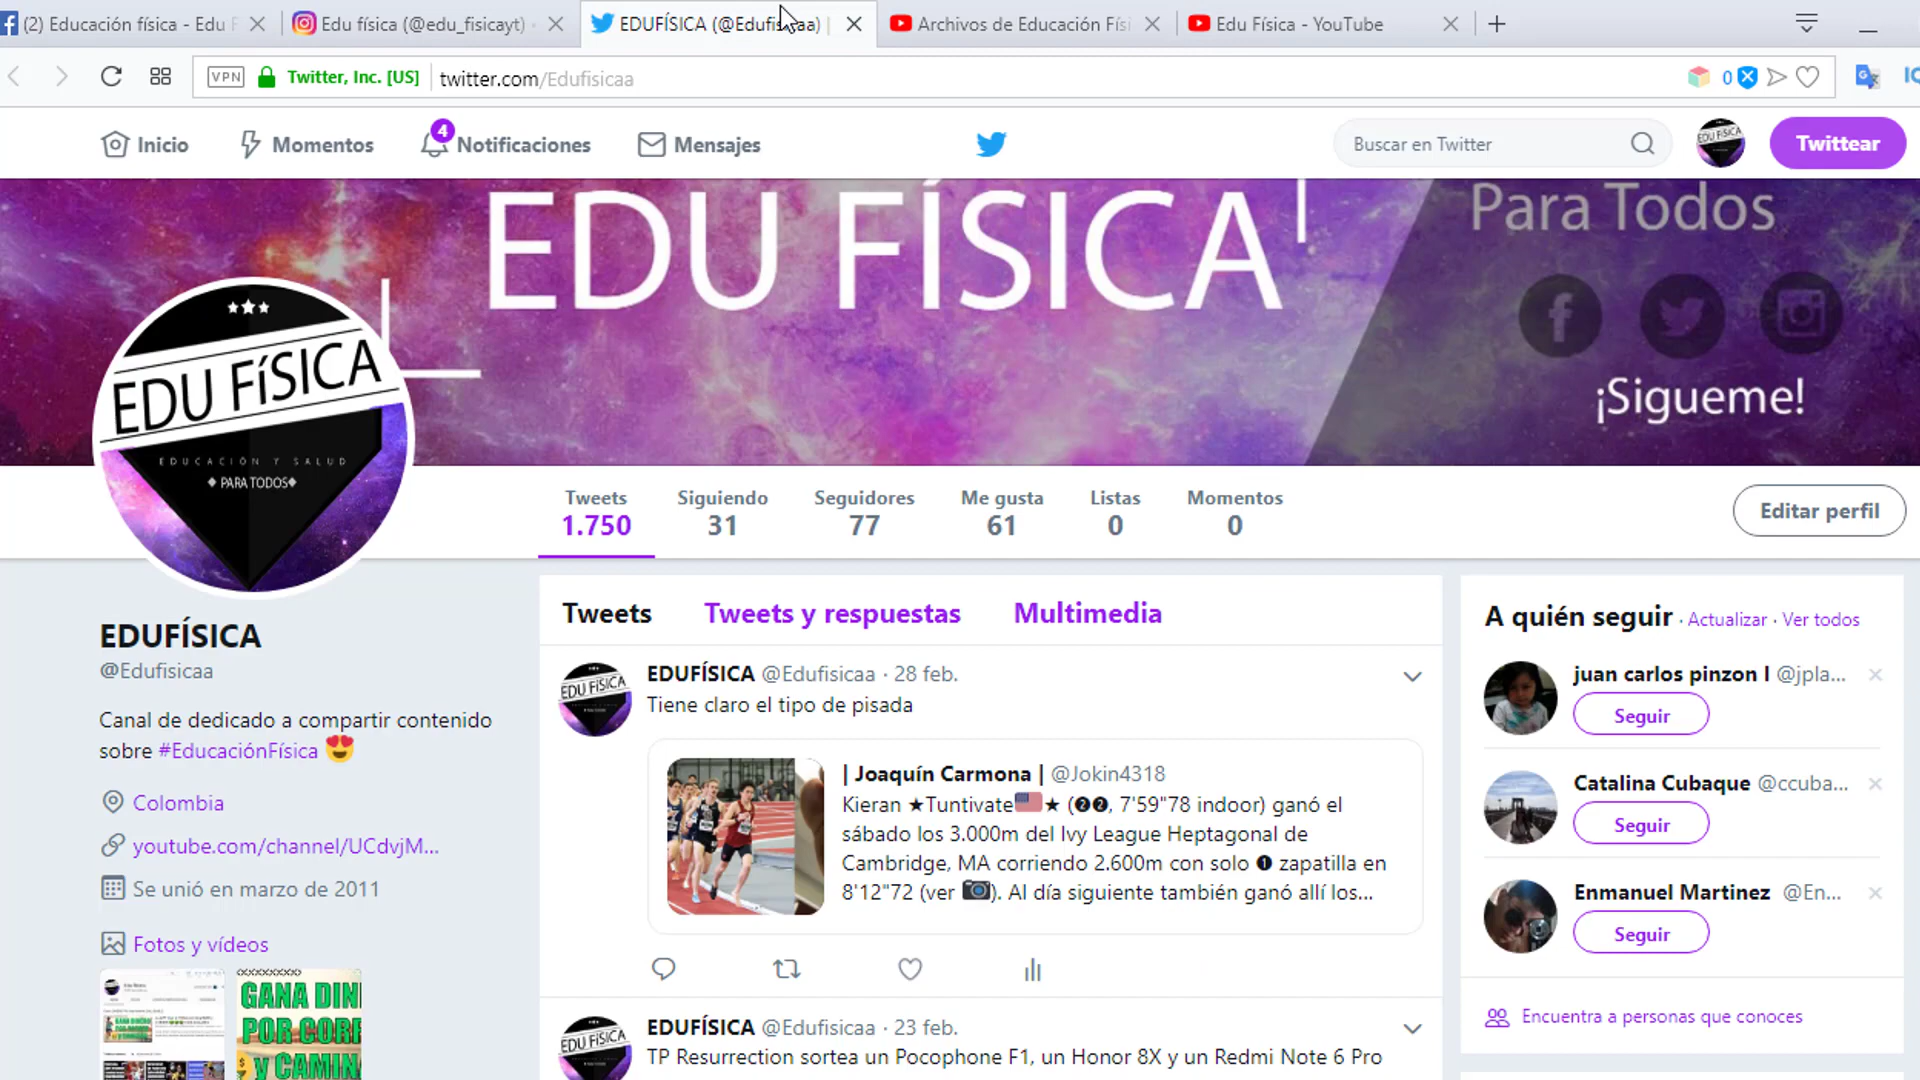 (2) Educación física - Edu F
Edu física (@edu_fisicayt)
EDUFÍSICA (@Edufisicaa) |
Archivos de Educación Físi
Edu Física - YouTube
VPN
Twitter, Inc. [US]
twitter.com/Edufisicaa
0
Inicio
Momentos
4
Notificaciones
Mensajes
Buscar en Twitter
EDU FÍSICA
Twittear
EDU FÍSICA
Para Todos
¡Sigueme!
EDU FíSICA
EDUCACIÓN Y SALUD
◆ PARA TODOS◆
Tweets
1.750
Siguiendo
31
Seguidores
77
Me gusta
61
Listas
0
Momentos
0
Editar perfil
EDUFÍSICA
@Edufisicaa
Canal de dedicado a compartir contenido
sobre #EducaciónFísica 😍
Colombia
youtube.com/channel/UCdvjM...
Se unió en marzo de 2011
Fotos y vídeos
GANA DIN
POR CORR
Y CAMIN
Tweets
Tweets y respuestas
Multimedia
EDU FÍSICA
EDUFÍSICA @Edufisicaa · 28 feb.
Tiene claro el tipo de pisada
| Joaquín Carmona | @Jokin4318
Kieran ★Tuntivate🇺🇸★ (❷❷, 7'59"78 indoor) ganó el
sábado los 3.000m del Ivy League Heptagonal de
Cambridge, MA corriendo 2.600m con solo ❶ zapatilla en
8'12"72 (ver 📷). Al día siguiente también ganó allí los...
EDU FÍSICA
EDUFÍSICA @Edufisicaa · 23 feb.
TP Resurrection sortea un Pocophone F1, un Honor 8X y un Redmi Note 6 Pro
A quién seguir · Actualizar · Ver todos
juan carlos pinzon l @jpla...
Seguir
Catalina Cubaque @ccuba...
Seguir
Enmanuel Martinez @En...
Seguir
Encuentra a personas que conoces